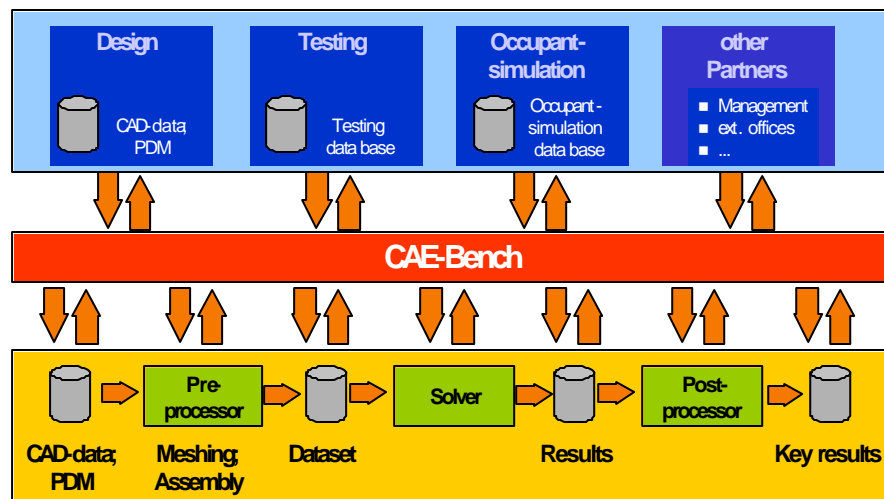 Design
CAD-data;
PDM
Testing
Testing
data base
Occupant-
simulation
Occupant -
simulation
data base
other
Partners
■ Management
■ ext. offices
■ ...
CAE-Bench
Pre-
processor
Solver
Post-
processor
CAD-data;
PDM
Meshing;
Assembly
Dataset
Results
Key results